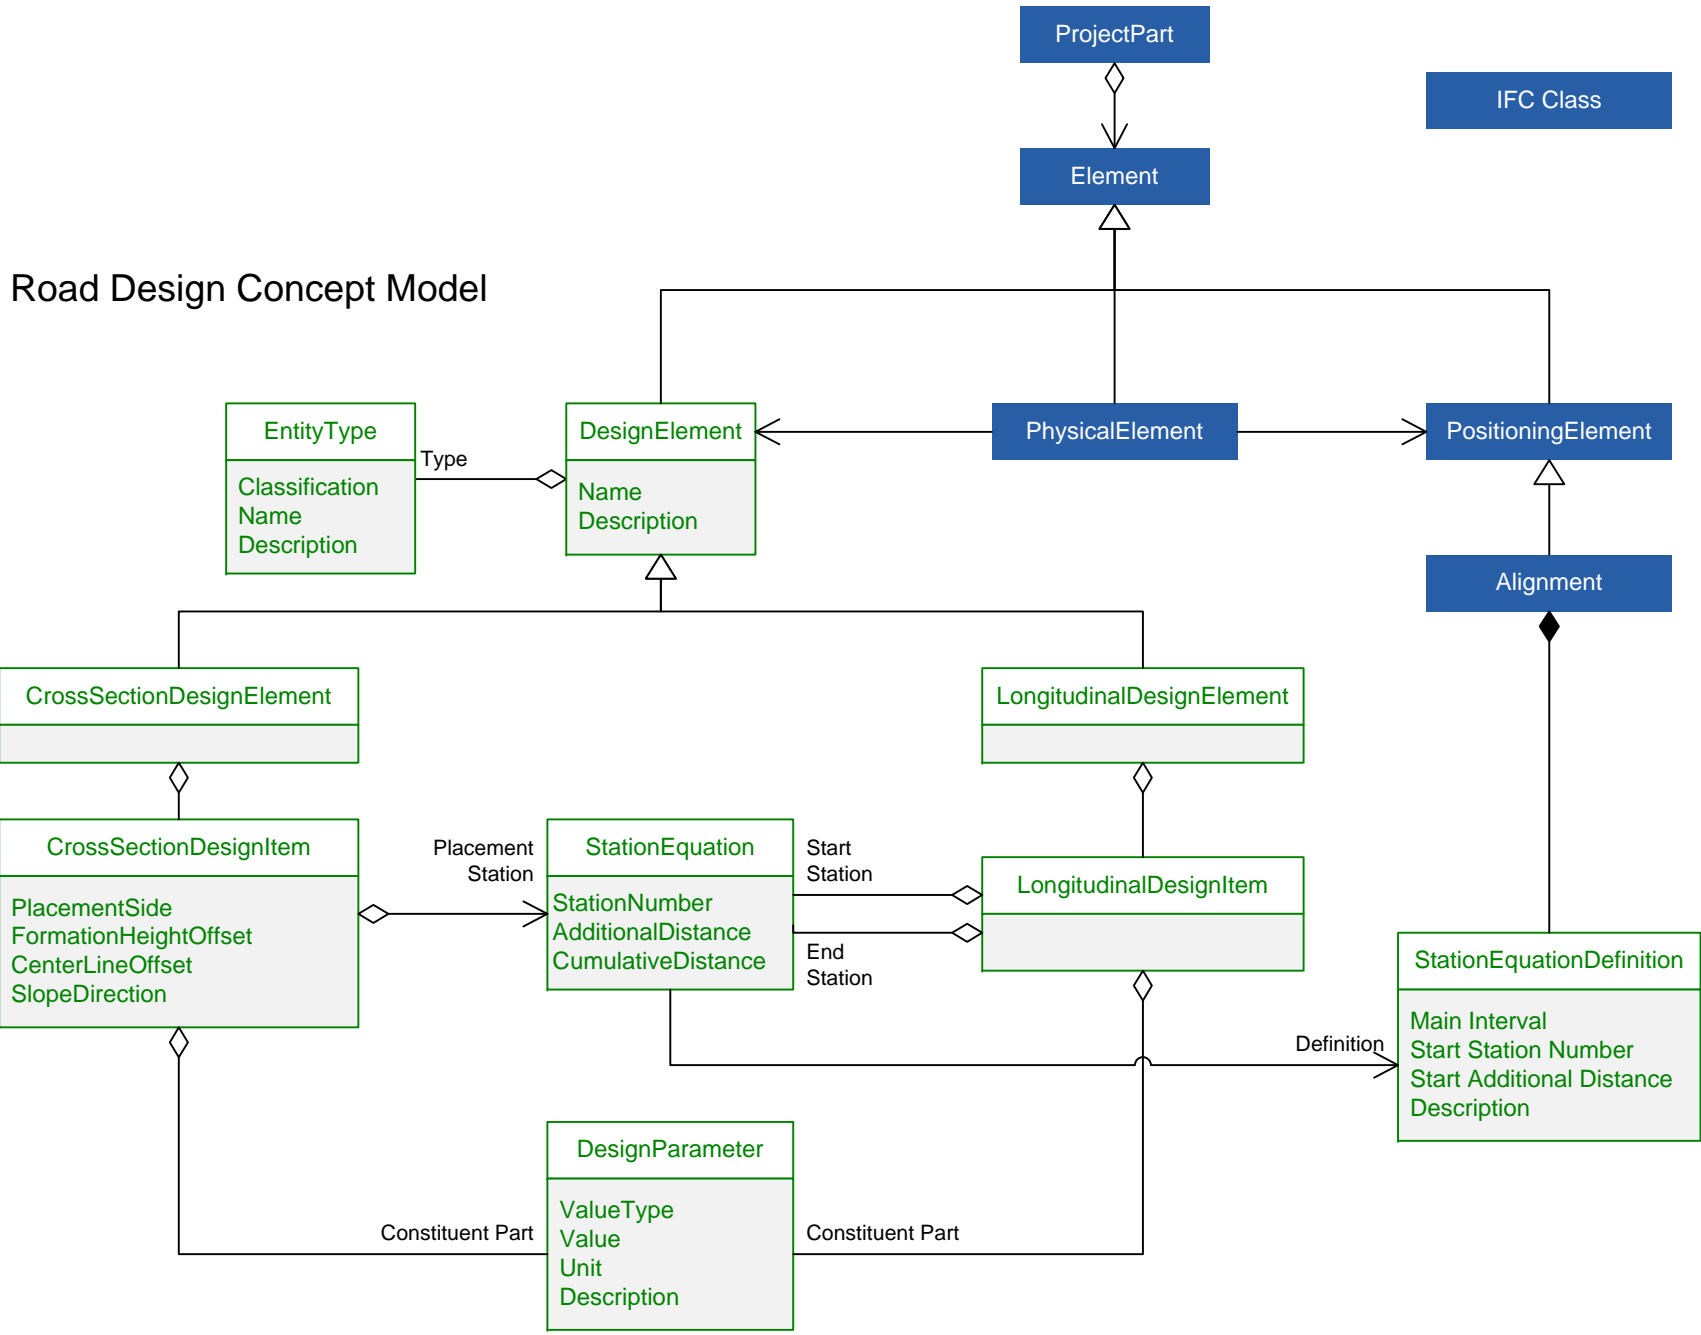 ProjectPart
IFC Class
Element
Road Design Concept Model
EntityType
Classification
Name
Description
Type
DesignElement
Name
Description
PhysicalElement
PositioningElement
Alignment
CrossSectionDesignElement
LongitudinalDesignElement
CrossSectionDesignItem
PlacementSide
FormationHeightOffset
CenterLineOffset
SlopeDirection
Placement
Station
StationEquation
StationNumber
AdditionalDistance
CumulativeDistance
Start
Station
End
Station
LongitudinalDesignItem
StationEquationDefinition
Main Interval
Start Station Number
Start Additional Distance
Description
Definition
DesignParameter
ValueType
Value
Unit
Description
Constituent Part
Constituent Part